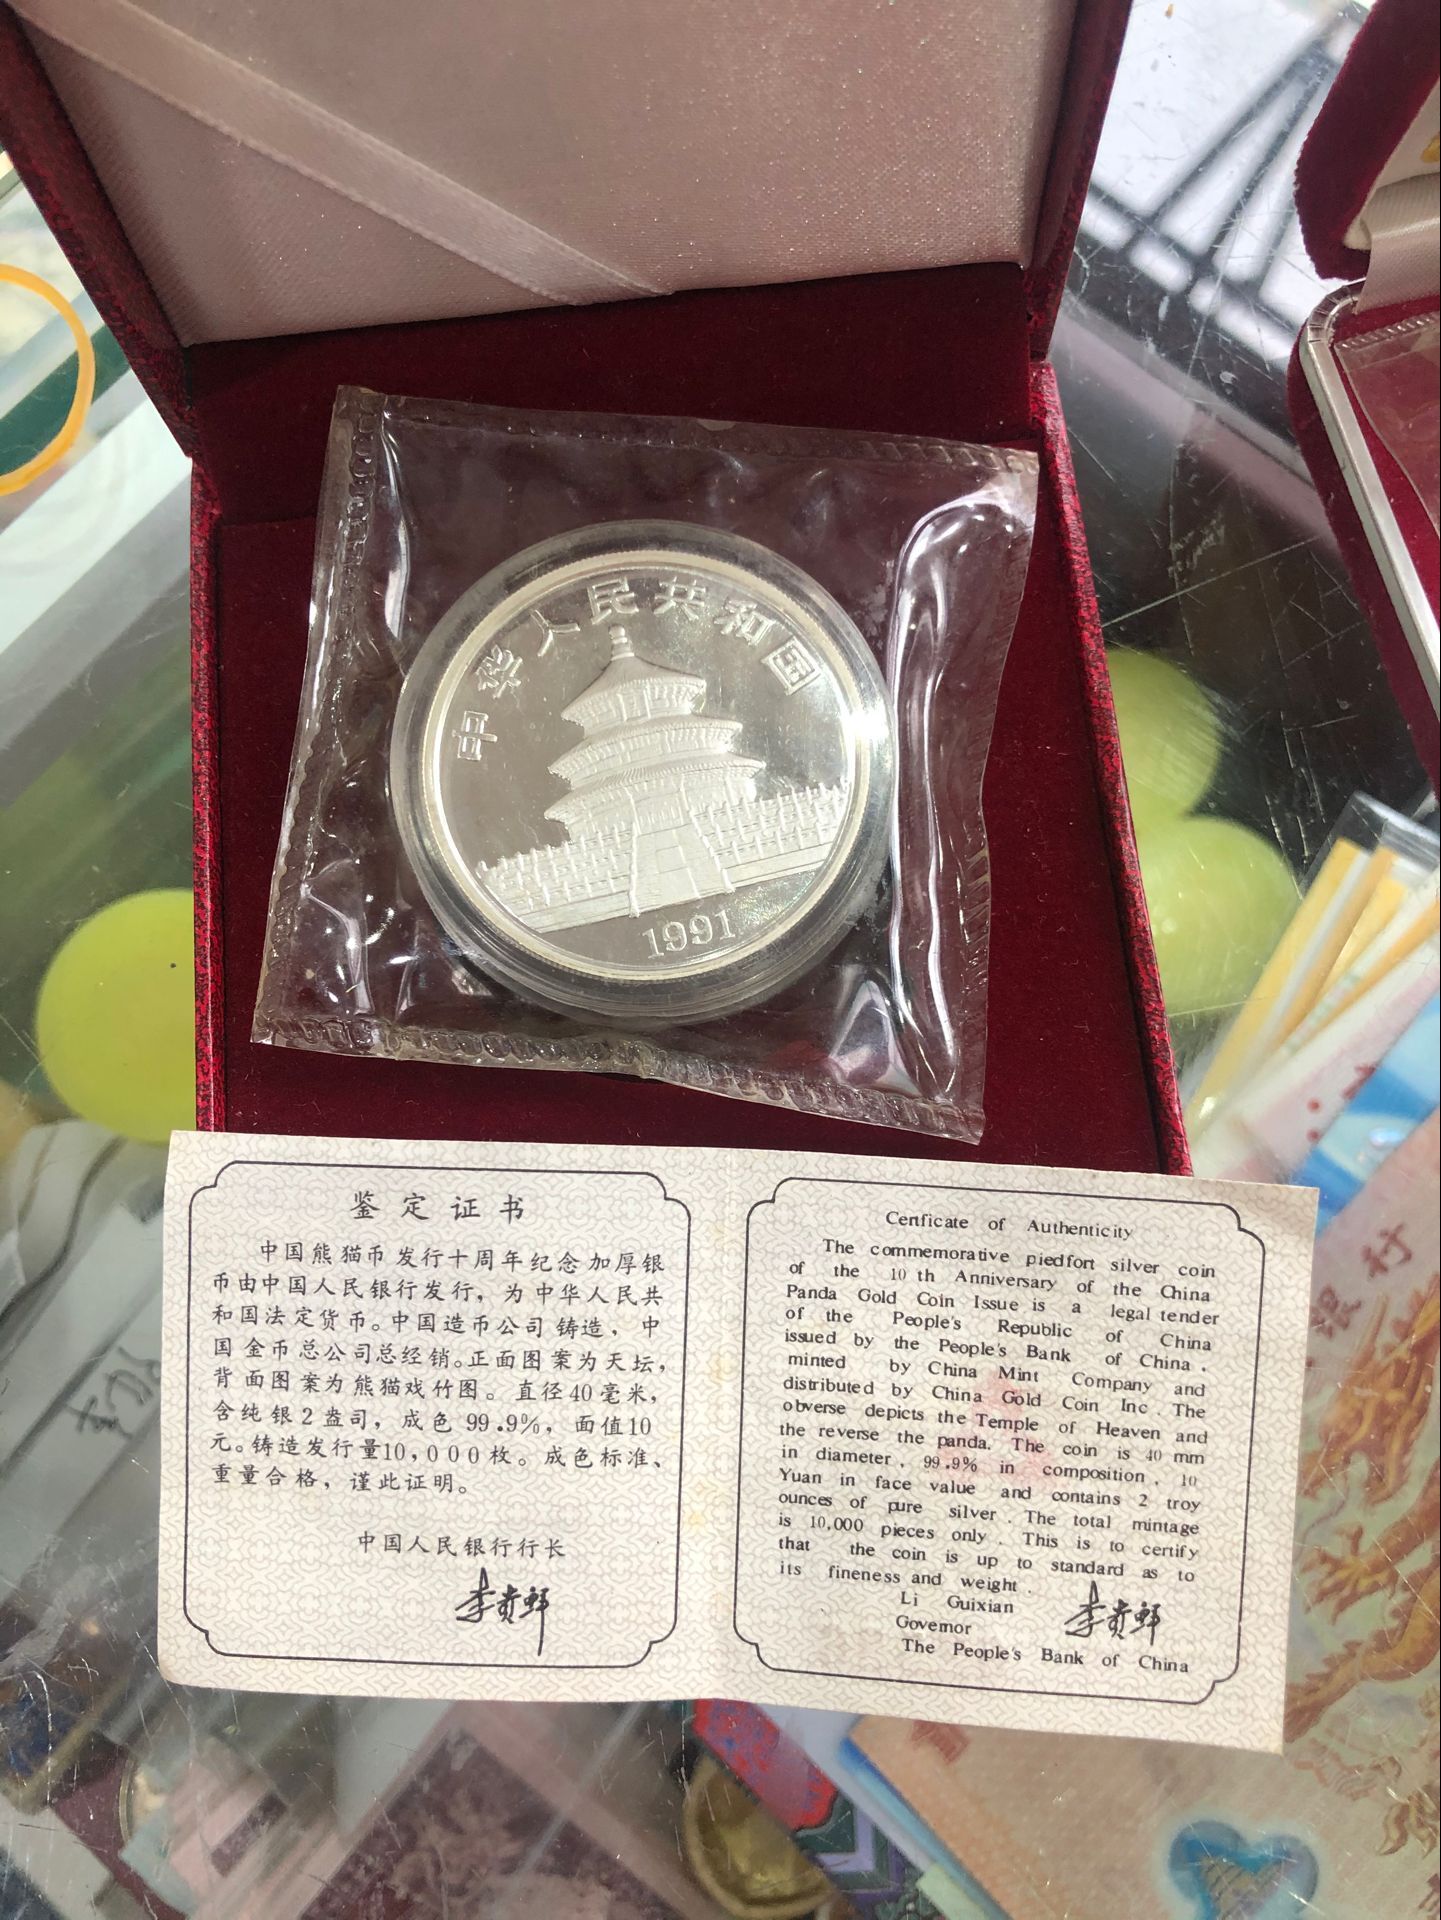 中华人民共和国
1991
鉴定证书
中国熊猫币发行十周年纪念加厚银
币由中国人民银行发行，为中华人民共
和国法定货币。中国造币公司铸造，中
国金币总公司总经销。正面图案为天坛，
背面图案为熊猫戏竹图。直径40毫米，
含纯银2盎司，成色99.9%，面值10
元。铸造发行量10,000枚。成色标准、
重量合格，谨此证明。
中国人民银行行长
李贵鲜
Certficate of Authenticity
The commemorative piedfort silver coin
of the 10 th Anniversary of the China
Panda Gold Coin Issue is a legal tender
of the People's Republic of China
issued by the People's Bank of China ,
minted by China Mint Company and
distributed by China Gold Coin Inc . The
obverse depicts the Temple of Heaven and
the reverse the panda. The coin is 40 mm
in diameter , 99.9% in composition , 10
Yuan in face value and contains 2 troy
ounces of pure silver . The total mintage
is 10,000 pieces only . This is to certify
that the coin is up to standard as to
its fineness and weight .
Li Guixian
李贵鲜
Governor
The People's Bank of China
银行